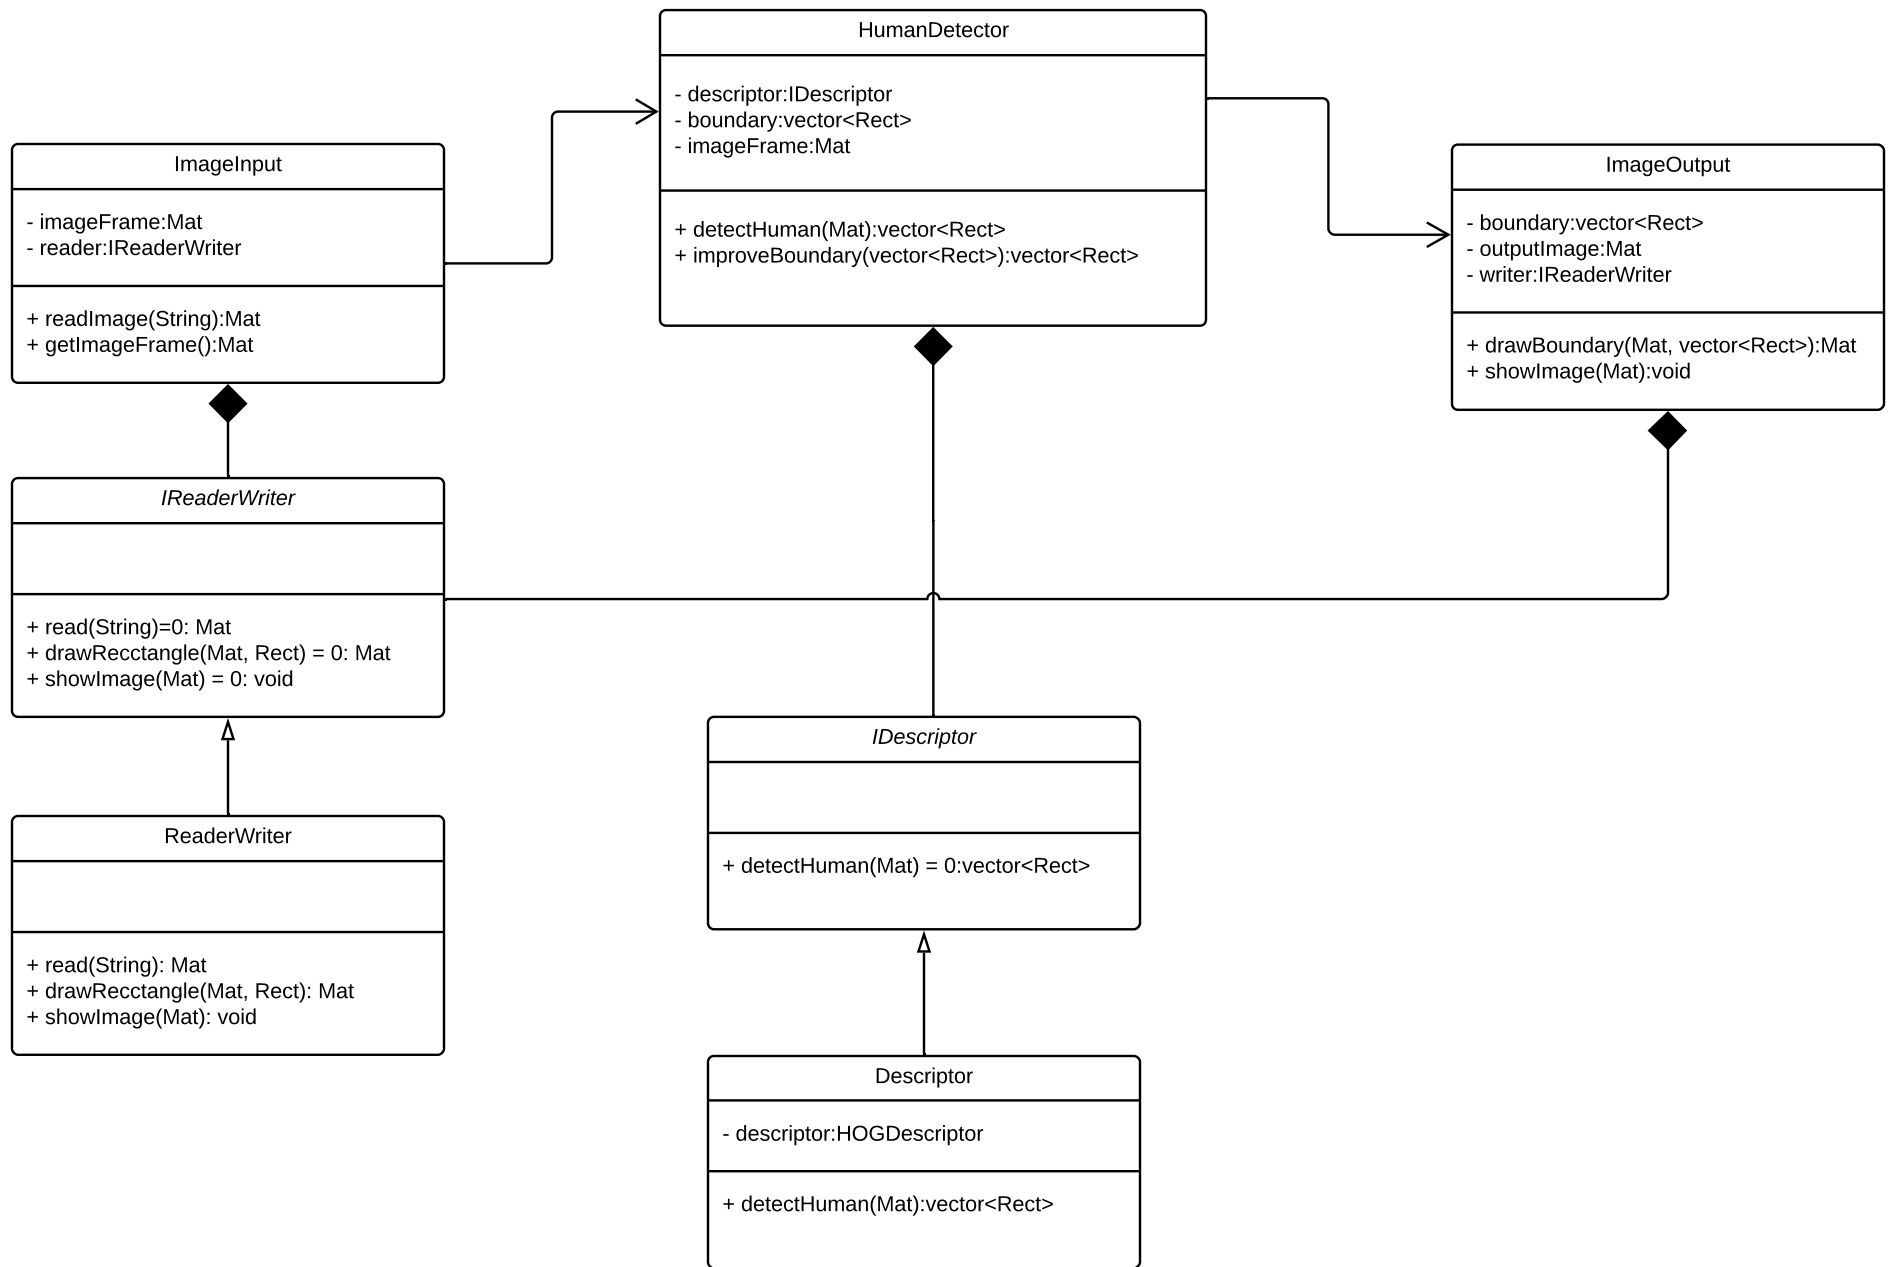 HumanDetector
- descriptor:IDescriptor
- boundary:vector<Rect>
- imageFrame:Mat
+ detectHuman(Mat):vector<Rect>
+ improveBoundary(vector<Rect>):vector<Rect>
ImageInput
- imageFrame:Mat
- reader:IReaderWriter
+ readImage(String):Mat
+ getImageFrame():Mat
ImageOutput
- boundary:vector<Rect>
- outputImage:Mat
- writer:IReaderWriter
+ drawBoundary(Mat, vector<Rect>):Mat
+ showImage(Mat):void
IReaderWriter
+ read(String)=0: Mat
+ drawRecctangle(Mat, Rect) = 0: Mat
+ showImage(Mat) = 0: void
IDescriptor
+ detectHuman(Mat) = 0:vector<Rect>
ReaderWriter
+ read(String): Mat
+ drawRecctangle(Mat, Rect): Mat
+ showImage(Mat): void
Descriptor
- descriptor:HOGDescriptor
+ detectHuman(Mat):vector<Rect>